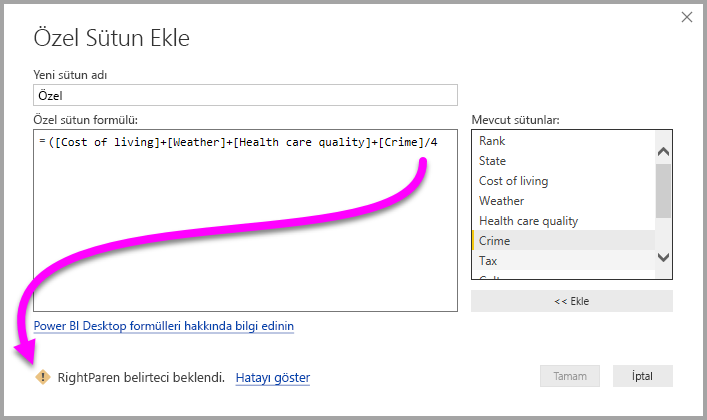 Özel Sütun Ekle
Yeni sütun adı
Özel
Özel sütun formülü:
= ([Cost of living]+[Weather]+[Health care quality]+[Crime]/4
Mevcut sütunlar:
Rank
State
Cost of living
Weather
Health care quality
Crime
Tax
<< Ekle
Power BI Desktop formülleri hakkında bilgi edinin
RightParen belirteci beklendi. Hatayı göster
Tamam
İptal